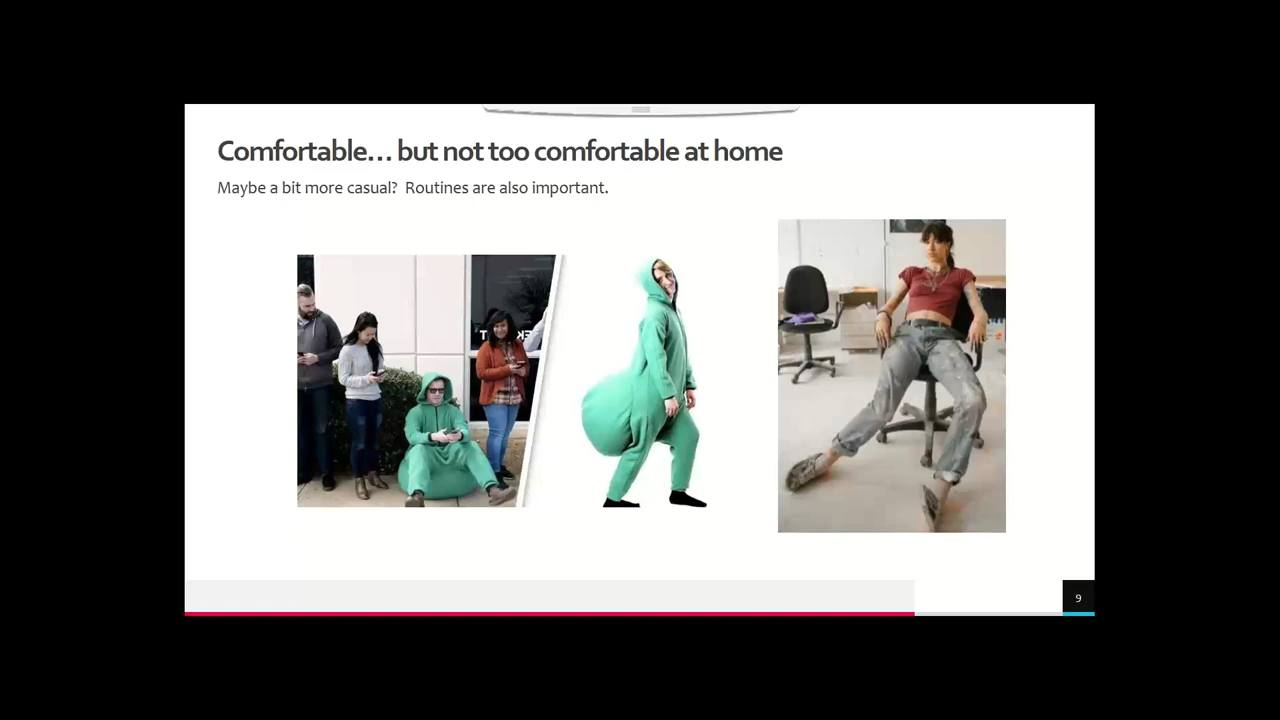 Comfortable… but not too comfortable at home
Maybe a bit more casual? Routines are also important.
9